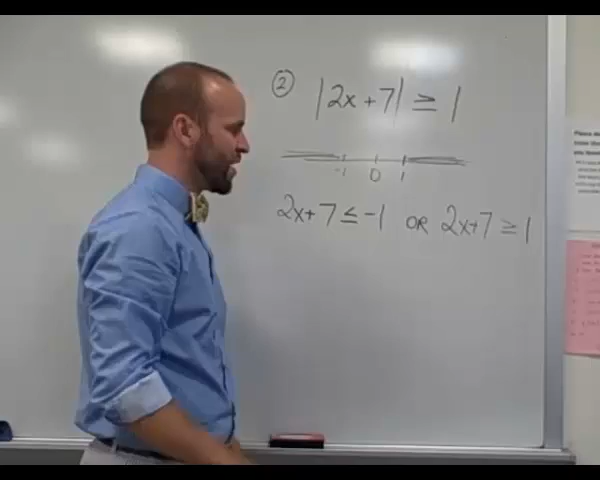 ② |2x+7| ≥ 1
-1 0 1
2x+7 ≤ -1 OR 2x+7 ≥ 1